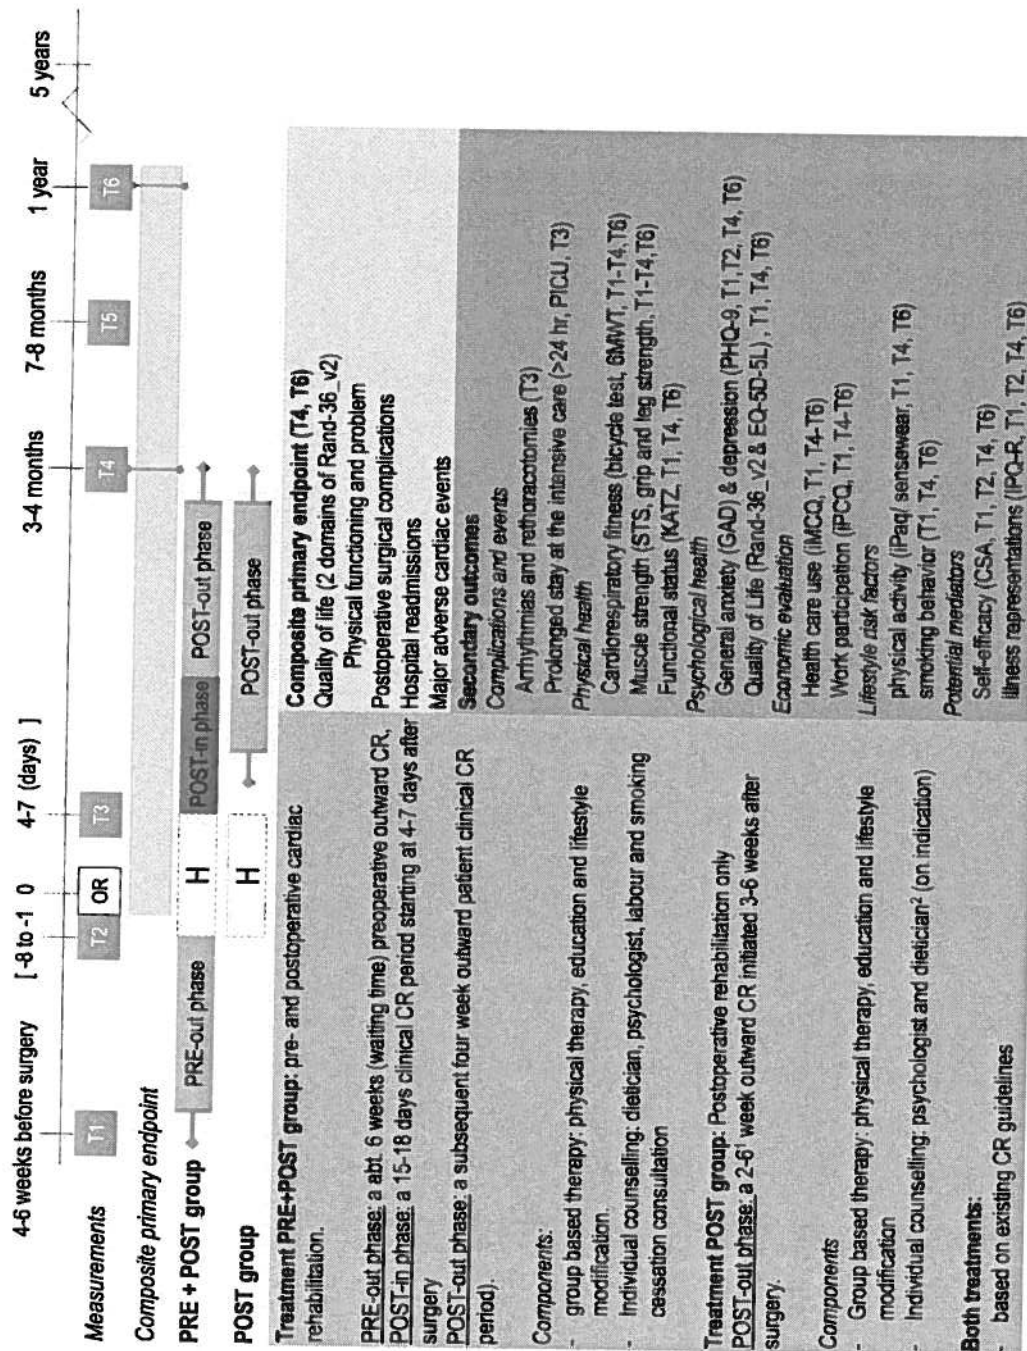 4-6 weeks before surgery [ -8 to -1 0 4-7 (days) ] 3-4 months 7-8 months 1 year 5 years
Measurements T1 T2 OR T3 T4 T5 T6
Composite primary endpoint
PRE + POST group PRE-out phase H POST-in phase POST-out phase
POST group H POST-out phase
Treatment PRE+POST group: pre- and postoperative cardiac
rehabilitation.
PRE-out phase: a abt. 6 weeks (waiting time) preoperative outward CR,
POST-in phase: a 15-18 days clinical CR period starting at 4-7 days after
surgery
POST-out phase: a subsequent four week outward patient clinical CR
period).
Components:
- group based therapy: physical therapy, education and lifestyle
modification.
- Individual counselling: dietician, psychologist, labour and smoking
cessation consultation
Treatment POST group: Postoperative rehabilitation only
POST-out phase: a 2-6¹ week outward CR initiated 3-6 weeks after
surgery.
Components
- Group based therapy: physical therapy, education and lifestyle
modification
- Individual counselling: psychologist and dietician² (on indication)
Both treatments:
- based on existing CR guidelines
Composite primary endpoint (T4, T6)
Quality of life (2 domains of Rand-36_v2)
Physical functioning and problem
Postoperative surgical complications
Hospital readmissions
Major adverse cardiac events
Secondary outcomes
Complications and events
Arrhythmias and rethoracotomies (T3)
Prolonged stay at the intensive care (>24 hr, PICU, T3)
Physical health
Cardiorespiratory fitness (bicycle test, 6MWT, T1-T4,T6)
Muscle strength (STS, grip and leg strength, T1-T4,T6)
Functional status (KATZ, T1, T4, T6)
Psychological health
General anxiety (GAD) & depression (PHQ-9, T1,T2, T4, T6)
Quality of Life (Rand-36_v2 & EQ-5D-5L) , T1, T4, T6)
Economic evaluation
Health care use (iMCQ, T1, T4-T6)
Work participation (iPCQ, T1, T4-T6)
Lifestyle risk factors
physical activity (iPaq/ sensewear, T1, T4, T6)
smoking behavior (T1, T4, T6)
Potential mediators
Self-efficacy (CSA, T1, T2, T4, T6)
Illness representations (IPQ-R, T1, T2, T4, T6)